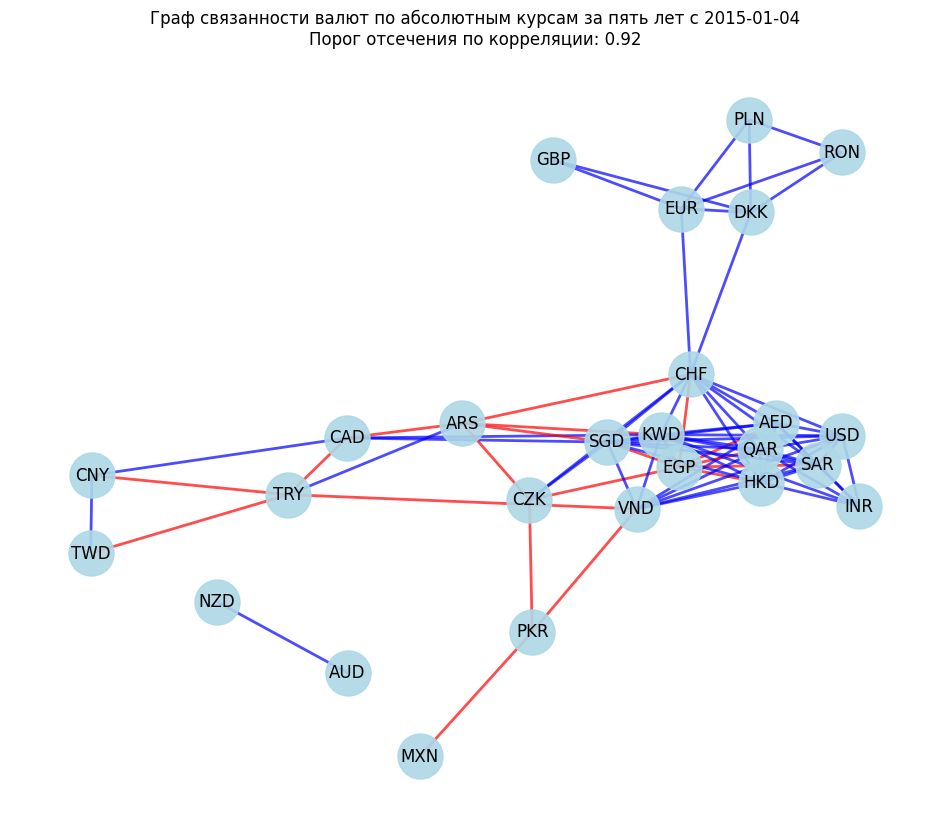 Граф связанности валют по абсолютным курсам за пять лет с 2015-01-04
Порог отсечения по корреляции: 0.92
PLN
RON
GBP
EUR
DKK
CHF
AED
ARS
USD
KWD
CAD
SGD
QAR
SAR
EGP
CNY
HKD
TRY
CZK
INR
VND
TWD
NZD
PKR
AUD
MXN